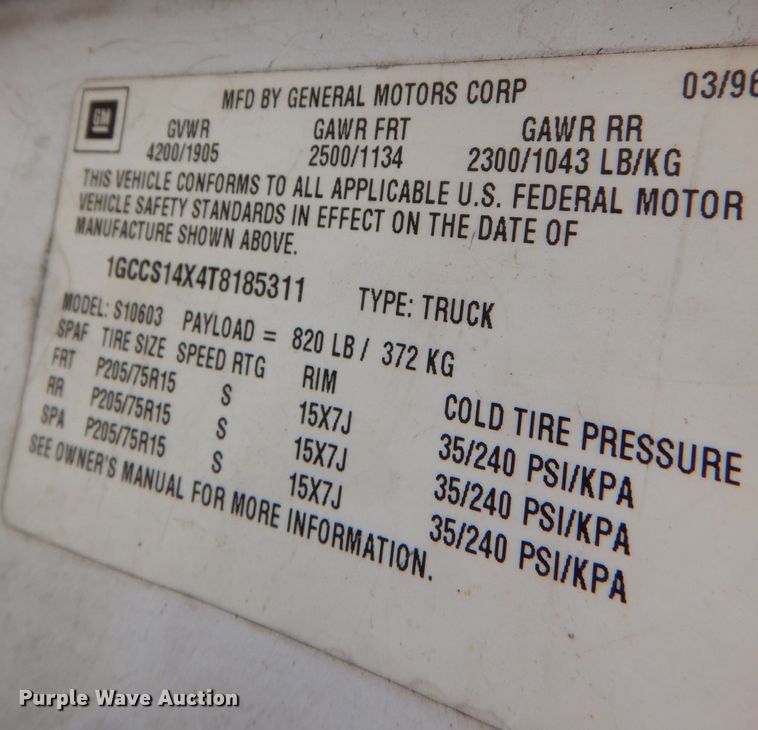 MFD BY GENERAL MOTORS CORP 03/96
GM
GVWR GAWR FRT GAWR RR
4200/1905 2500/1134 2300/1043 LB/KG
THIS VEHICLE CONFORMS TO ALL APPLICABLE U.S. FEDERAL MOTOR
VEHICLE SAFETY STANDARDS IN EFFECT ON THE DATE OF
MANUFACTURE SHOWN ABOVE.
1GCCS14X4T8185311 TYPE: TRUCK
MODEL: S10603 PAYLOAD = 820 LB / 372 KG
SPAF TIRE SIZE SPEED RTG RIM COLD TIRE PRESSURE
FRT P205/75R15 S 15X7J 35/240 PSI/KPA
RR P205/75R15 S 15X7J 35/240 PSI/KPA
SPA P205/75R15 S 15X7J 35/240 PSI/KPA
SEE OWNER'S MANUAL FOR MORE INFORMATION.
Purple Wave Auction